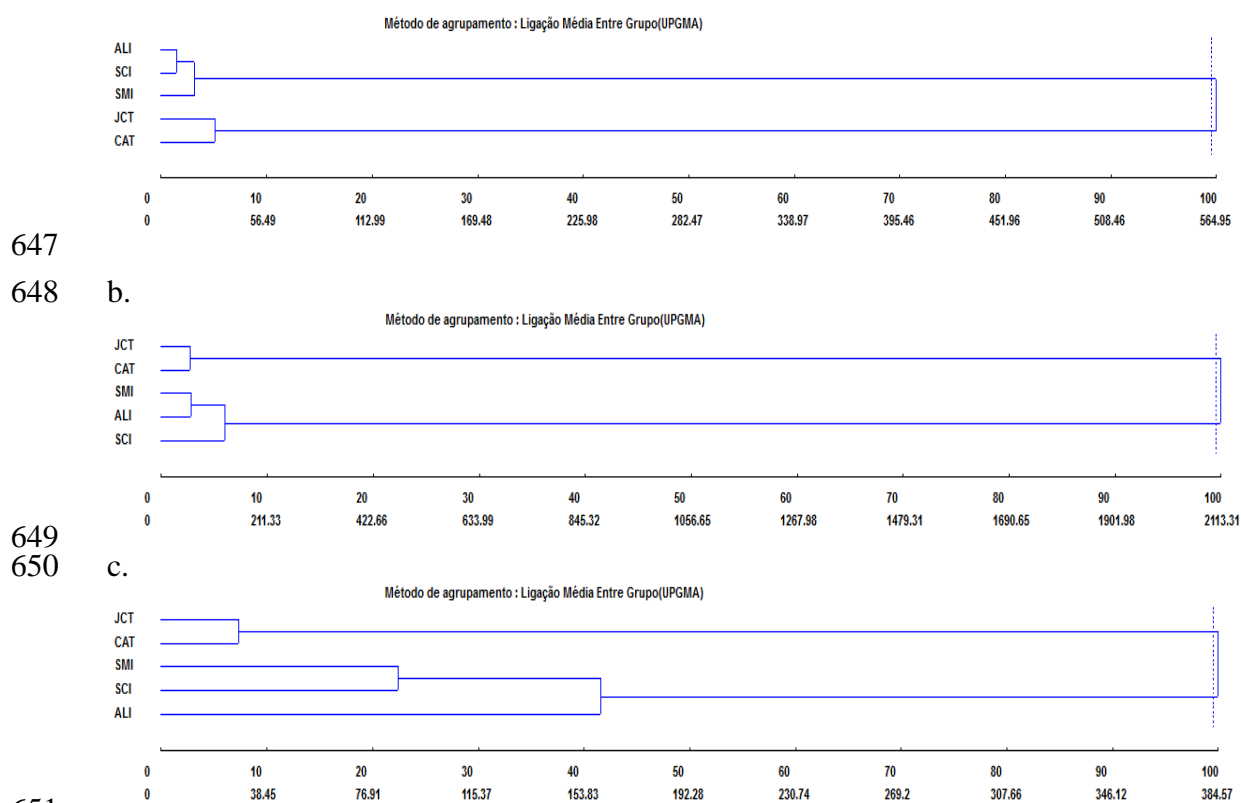 Método de agrupamento : Ligação Média Entre Grupo(UPGMA)
ALI
SCI
SMI
JCT
CAT
0 10 20 30 40 50 60 70 80 90 100
0 56.49 112.99 169.48 225.98 282.47 338.97 395.46 451.96 508.46 564.95
647
648 b.
Método de agrupamento : Ligação Média Entre Grupo(UPGMA)
JCT
CAT
SMI
ALI
SCI
0 10 20 30 40 50 60 70 80 90 100
0 211.33 422.66 633.99 845.32 1056.65 1267.98 1479.31 1690.65 1901.98 2113.31
649
650 c.
Método de agrupamento : Ligação Média Entre Grupo(UPGMA)
JCT
CAT
SMI
SCI
ALI
0 10 20 30 40 50 60 70 80 90 100
0 38.45 76.91 115.37 153.83 192.28 230.74 269.2 307.66 346.12 384.57